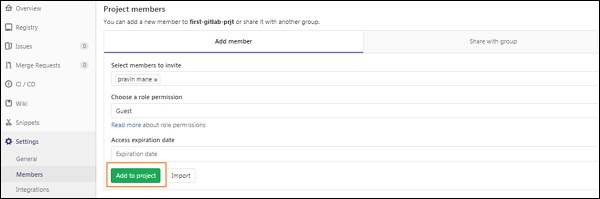 Overview
Registry
Issues 0
Merge Requests 0
CI / CD
Wiki
Snippets
Settings
General
Members
Integrations
Project members
You can add a new member to first-gitlab-prjt or share it with another group.
Add member Share with group
Select members to invite
pravin mane x
Choose a role permission
Guest
Read more about role permissions
Access expiration date
Expiration date
Add to project Import